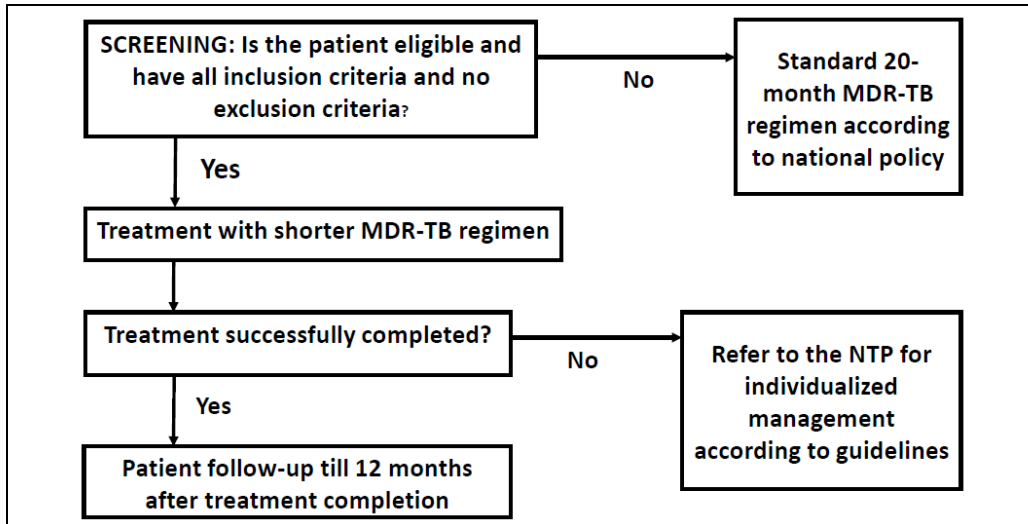 SCREENING: Is the patient eligible and
have all inclusion criteria and no
exclusion criteria?
No
Standard 20-
month MDR-TB
regimen according
to national policy
Yes
Treatment with shorter MDR-TB regimen
Treatment successfully completed?
No
Refer to the NTP for
individualized
management
according to guidelines
Yes
Patient follow-up till 12 months
after treatment completion